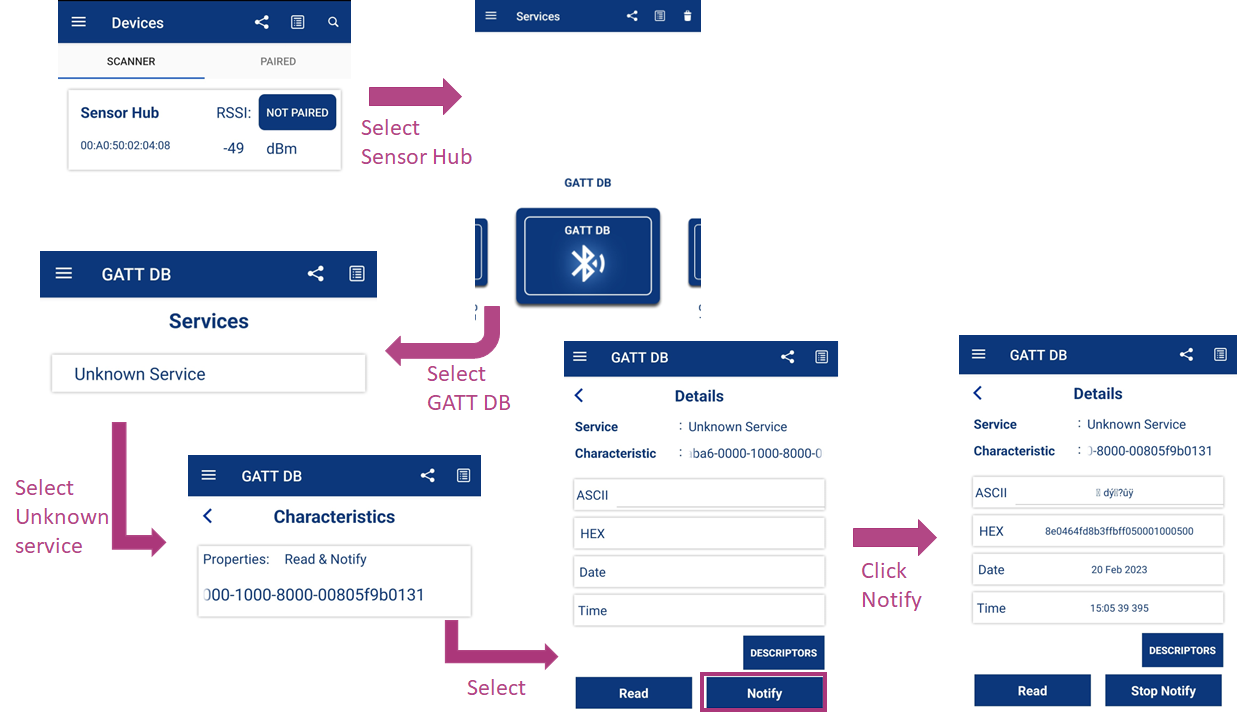 Devices
SCANNER
PAIRED
Sensor Hub
RSSI:
NOT PAIRED
00:A0:50:02:04:08
-49
dBm
Select
Sensor Hub
Services
GATT DB
GATT DB
Select
GATT DB
GATT DB
Services
Unknown Service
Select
Unknown
service
GATT DB
Characteristics
Properties: Read & Notify
000-1000-8000-00805f9b0131
Select
GATT DB
Details
Service : Unknown Service
Characteristic : ba6-0000-1000-8000-0
ASCII
HEX
Date
Time
DESCRIPTORS
Read
Notify
Click
Notify
GATT DB
Details
Service : Unknown Service
Characteristic : -8000-00805f9b0131
ASCII
HEX 8e0464fd8b3ffbff050001000500
Date 20 Feb 2023
Time 15:05 39 395
DESCRIPTORS
Read
Stop Notify